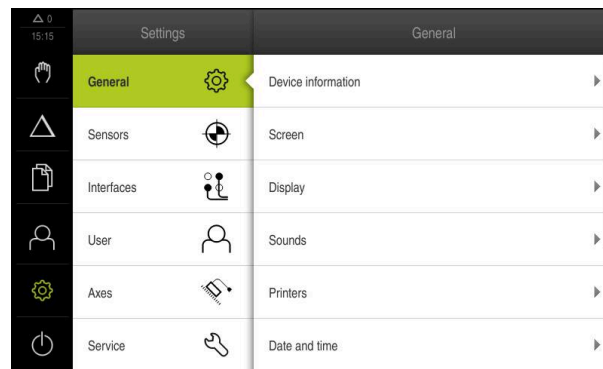 △ 0
15:15
Settings
General
General
Device information
Sensors
Screen
Interfaces
Display
User
Sounds
Axes
Printers
Service
Date and time